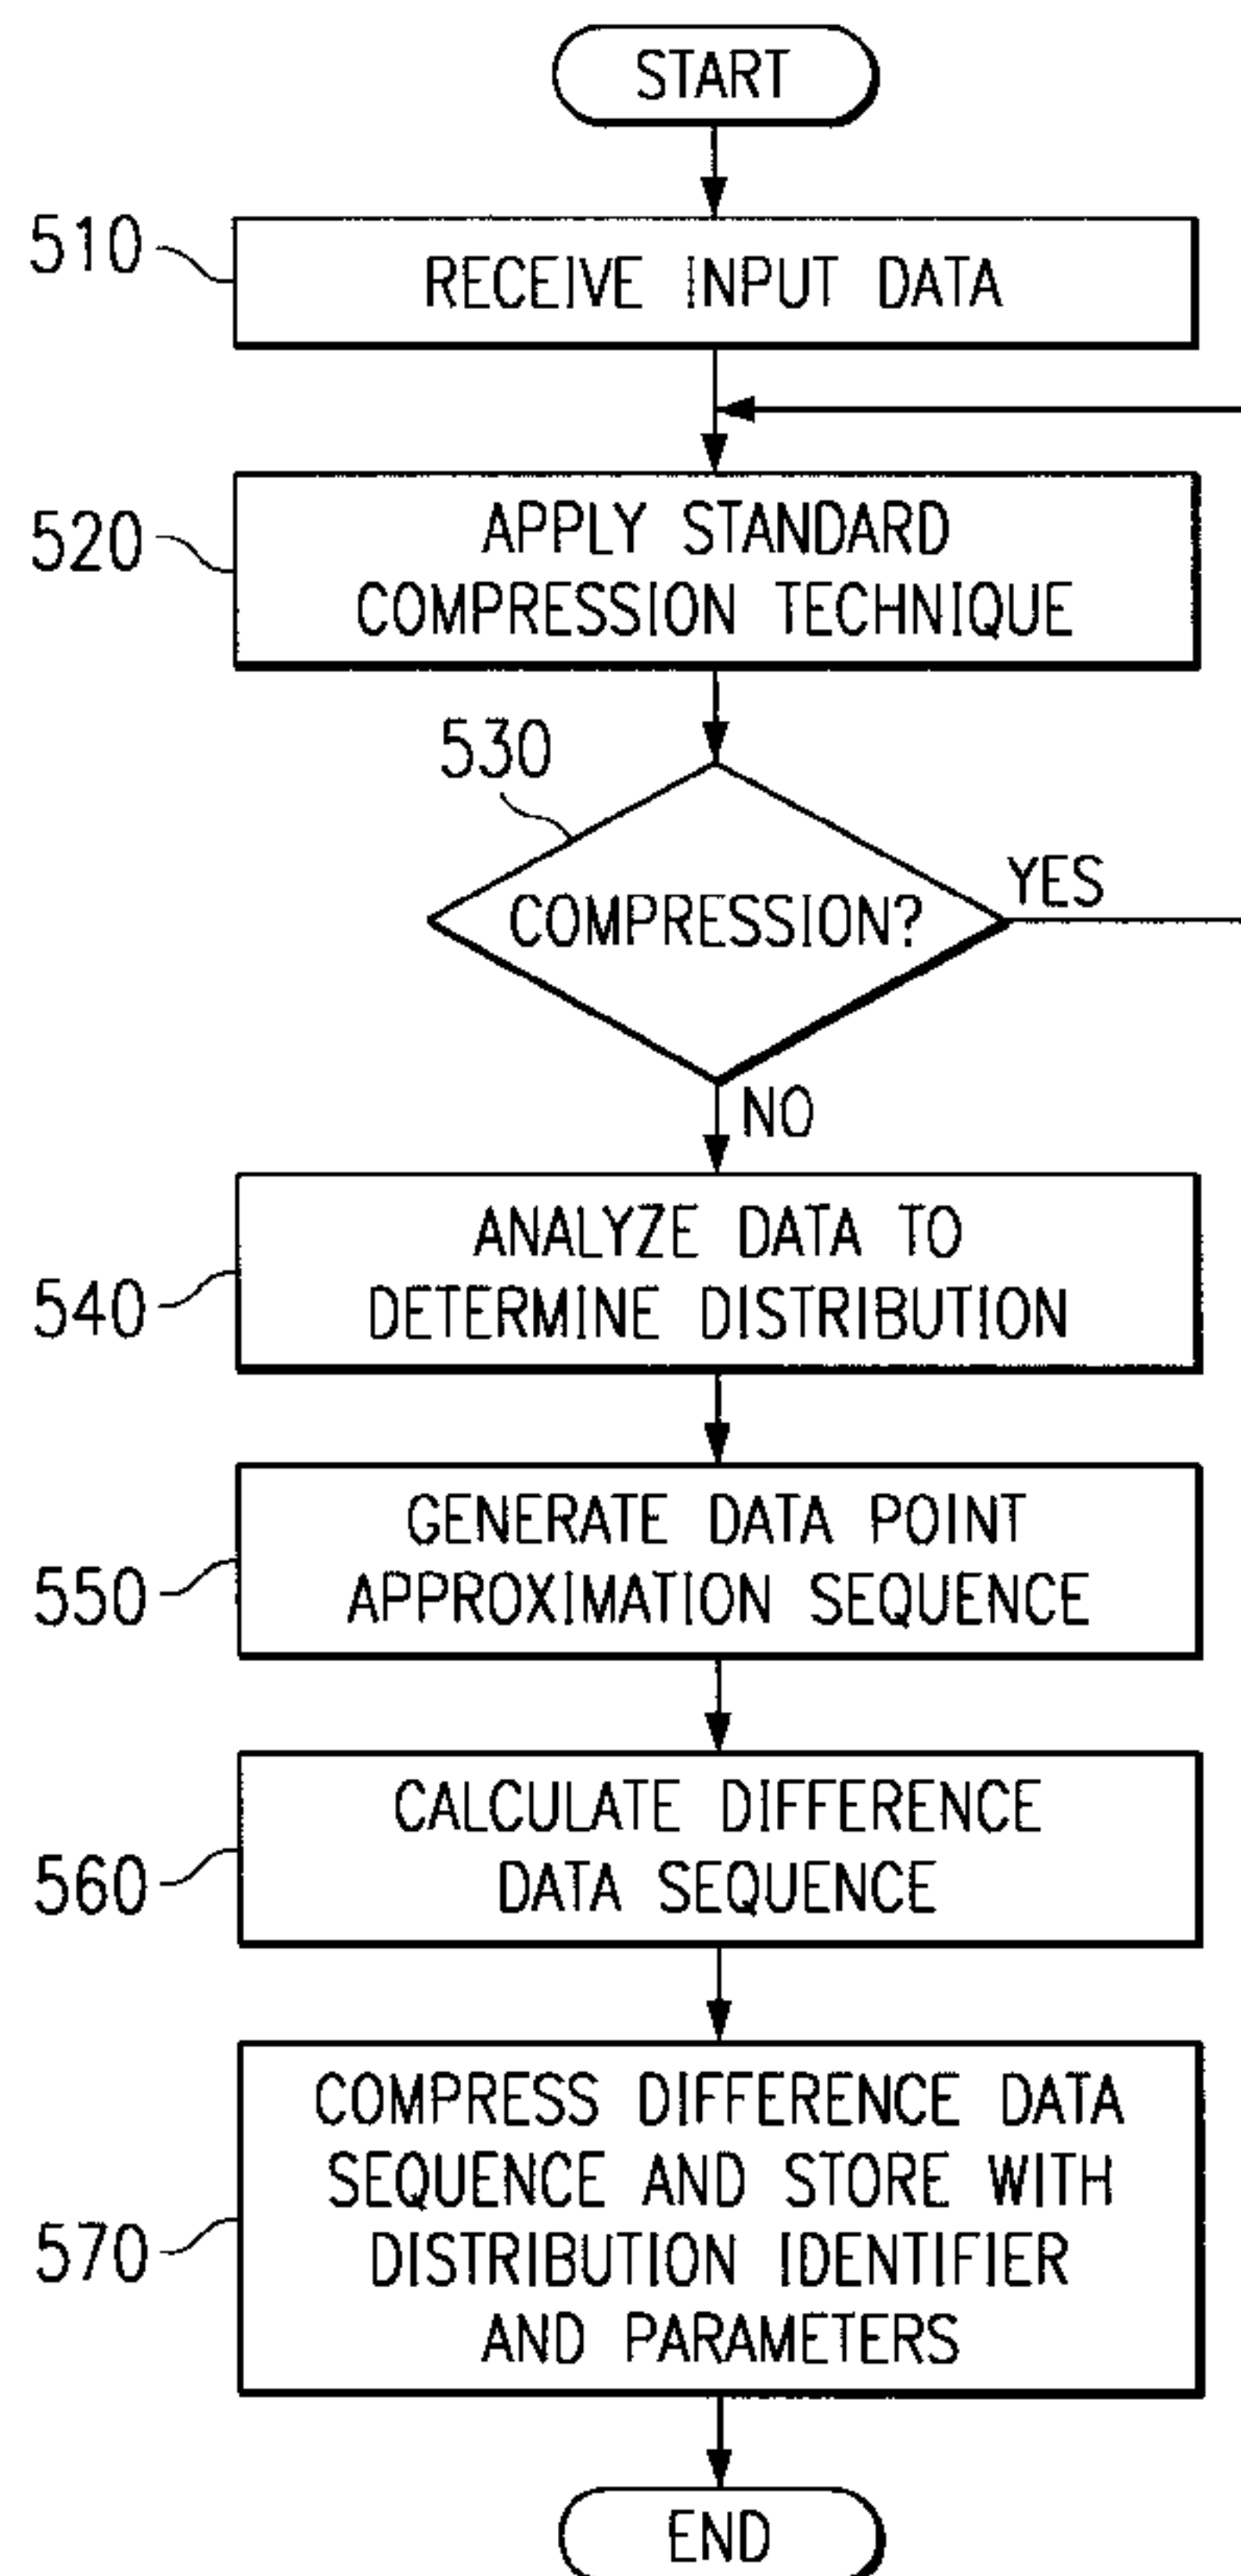 START
510
RECEIVE INPUT DATA
520
APPLY STANDARD
COMPRESSION TECHNIQUE
530
COMPRESSION?
YES
NO
540
ANALYZE DATA TO
DETERMINE DISTRIBUTION
550
GENERATE DATA POINT
APPROXIMATION SEQUENCE
560
CALCULATE DIFFERENCE
DATA SEQUENCE
570
COMPRESS DIFFERENCE DATA
SEQUENCE AND STORE WITH
DISTRIBUTION IDENTIFIER
AND PARAMETERS
END